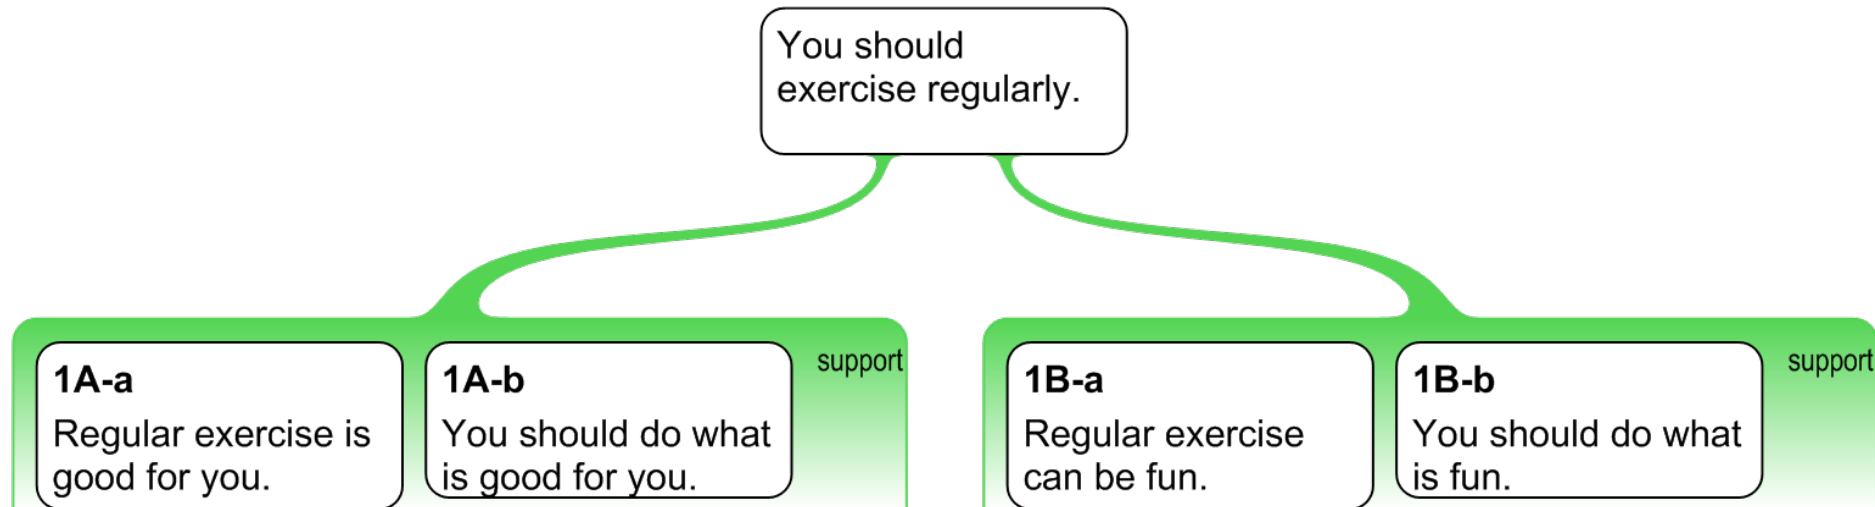 You should
exercise regularly.
support
support
1A-a
Regular exercise is
good for you.
1A-b
You should do what
is good for you.
1B-a
Regular exercise
can be fun.
1B-b
You should do what
is fun.